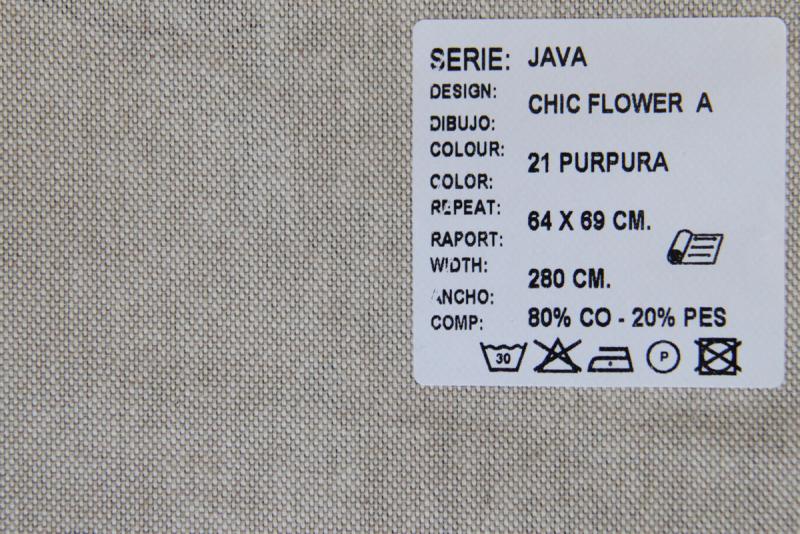 SERIE: JAVA
DESIGN:
CHIC FLOWER A
DIBUJO:
COLOUR:
21 PURPURA
COLOR:
REPEAT:
64 X 69 CM.
RAPORT:
WIDTH:
280 CM.
ANCHO:
COMP: 80% CO - 20% PES
30 P